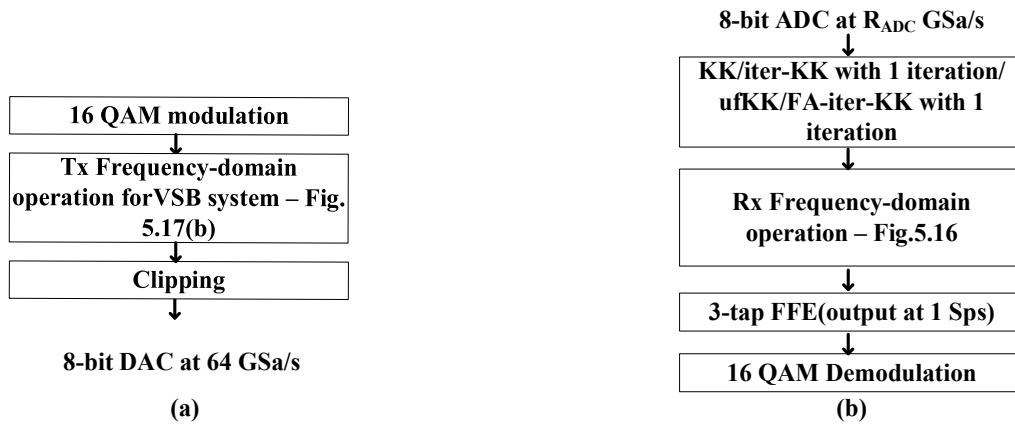 16 QAM modulation
Tx Frequency-domain
operation forVSB system – Fig.
5.17(b)
Clipping
8-bit DAC at 64 GSa/s
(a)
8-bit ADC at RADC GSa/s
KK/iter-KK with 1 iteration/
ufKK/FA-iter-KK with 1
iteration
Rx Frequency-domain
operation – Fig.5.16
3-tap FFE(output at 1 Sps)
16 QAM Demodulation
(b)